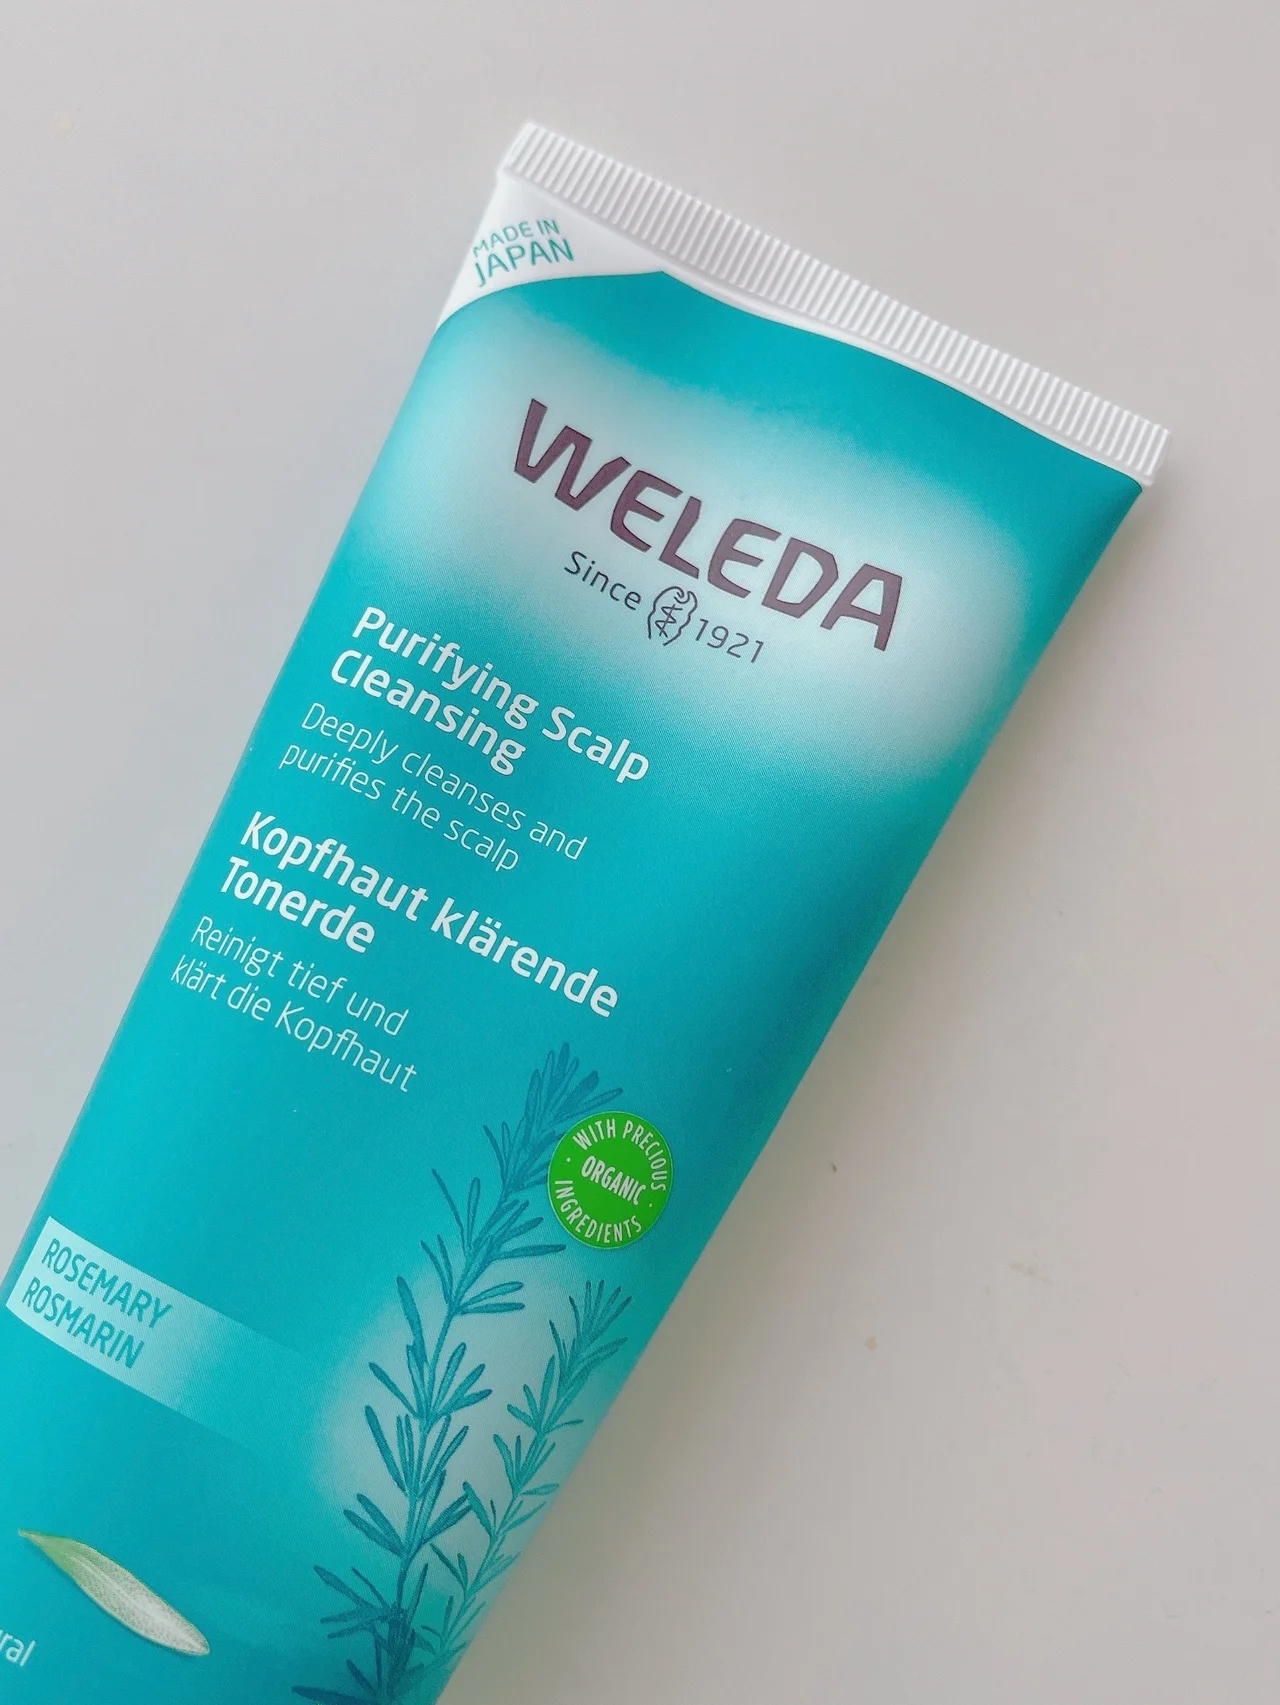 MADE IN
JAPAN
WELEDA
Since 1921
Purifying Scalp
Cleansing
Deeply cleanses and
purifies the scalp
Kopfhaut klärende
Tonerde
Reinigt tief und
klärt die Kopfhaut
WITH PRECIOUS
ORGANIC
INGREDIENTS
ROSEMARY
ROSMARIN